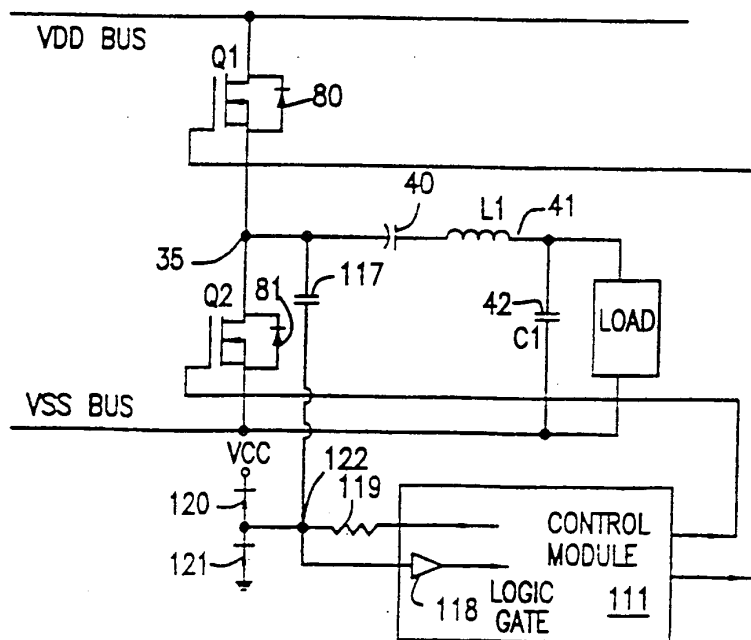 VDD BUS
Q1
80
40
L1
41
35
117
Q2
81
42
C1
LOAD
VSS BUS
VCC
122
120
119
121
CONTROL
MODULE
118
LOGIC
GATE
111